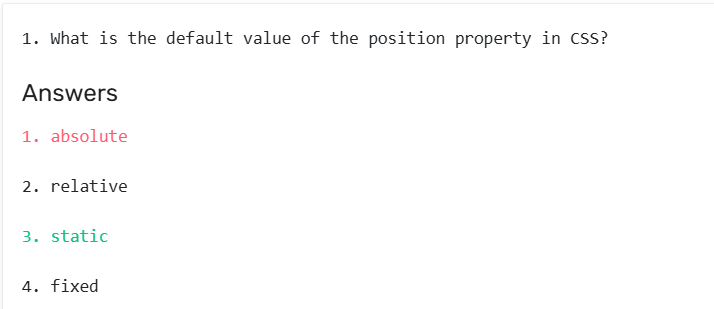 1. What is the default value of the position property in CSS?
Answers
1. absolute
2. relative
3. static
4. fixed